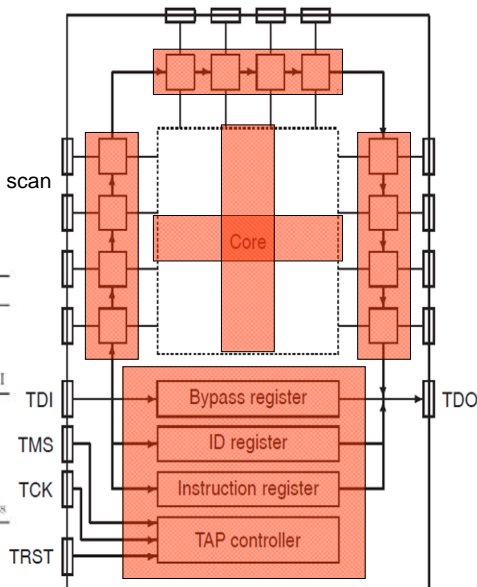 scan
Core
I
TDI
Bypass register
TDO
TMS
ID register
TCK
Instruction register
s
TAP controller
TRST